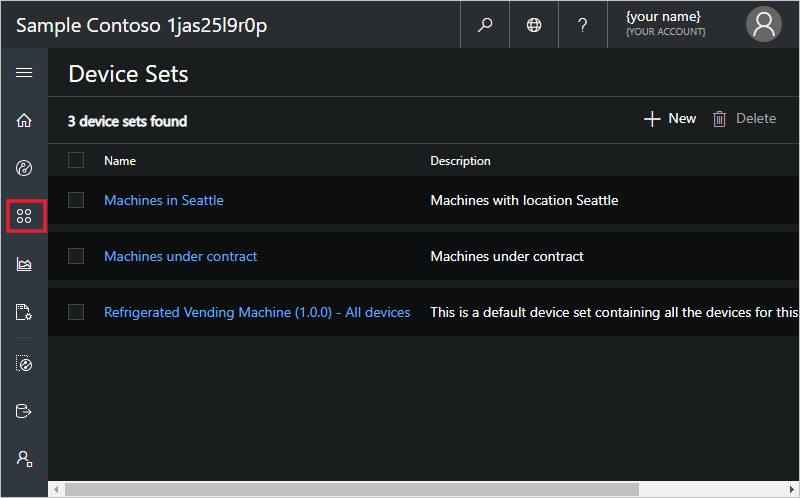 Sample Contoso 1jas25l9r0p
?
{your name}
{YOUR ACCOUNT}
Device Sets
3 device sets found
New
Delete
Name
Description
Machines in Seattle
Machines with location Seattle
Machines under contract
Machines under contract
Refrigerated Vending Machine (1.0.0) - All devices
This is a default device set containing all the devices for this